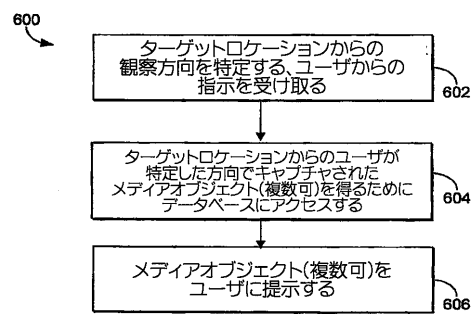 600
ターゲットロケーションからの
観察方向を特定する、ユーザからの
指示を受け取る
602
ターゲットロケーションからのユーザが
特定した方向でキャプチャされた
メディアオブジェクト(複数可)を得るために
データベースにアクセスする
604
メディアオブジェクト(複数可)を
ユーザに提示する
606